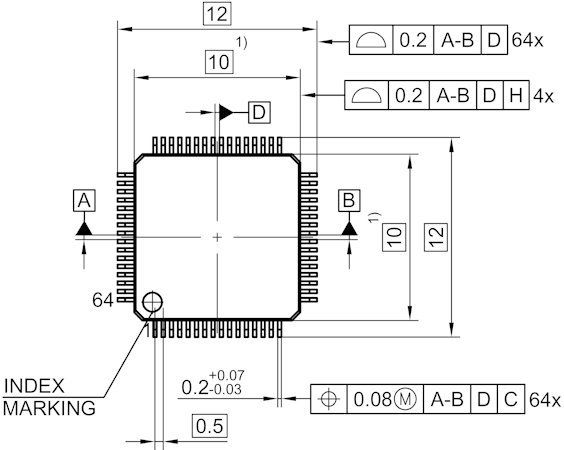 12
⌓ 0.2 A-B D 64x
10 1)
⌓ 0.2 A-B D H 4x
D
A
B
10 1)
12
64
1
INDEX
MARKING
0.2 +0.07 -0.03
⌖ 0.08 Ⓜ A-B D C 64x
0.5